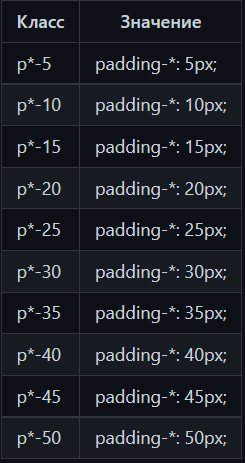 Класс Значение
p*-5 padding-*: 5px;
p*-10 padding-*: 10px;
p*-15 padding-*: 15px;
p*-20 padding-*: 20px;
p*-25 padding-*: 25px;
p*-30 padding-*: 30px;
p*-35 padding-*: 35px;
p*-40 padding-*: 40px;
p*-45 padding-*: 45px;
p*-50 padding-*: 50px;